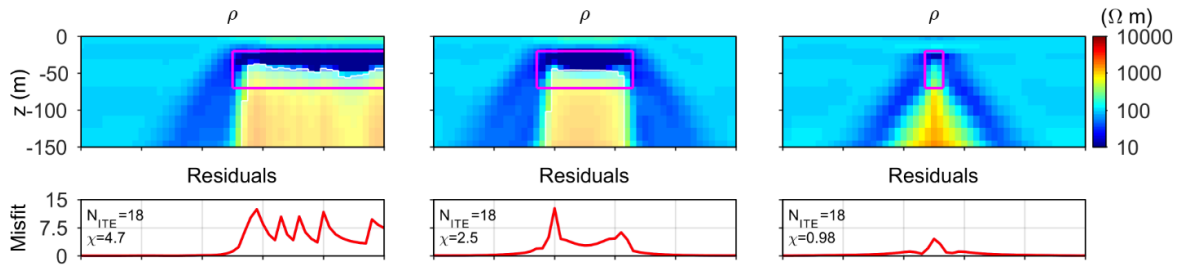 ρ ρ ρ (Ω m)
0 10000
-50 1000
-100 100
-150 10
z (m)
Residuals Residuals Residuals
15
7.5
0
Misfit
N_ITE=18 N_ITE=18 N_ITE=18
χ=4.7 χ=2.5 χ=0.98